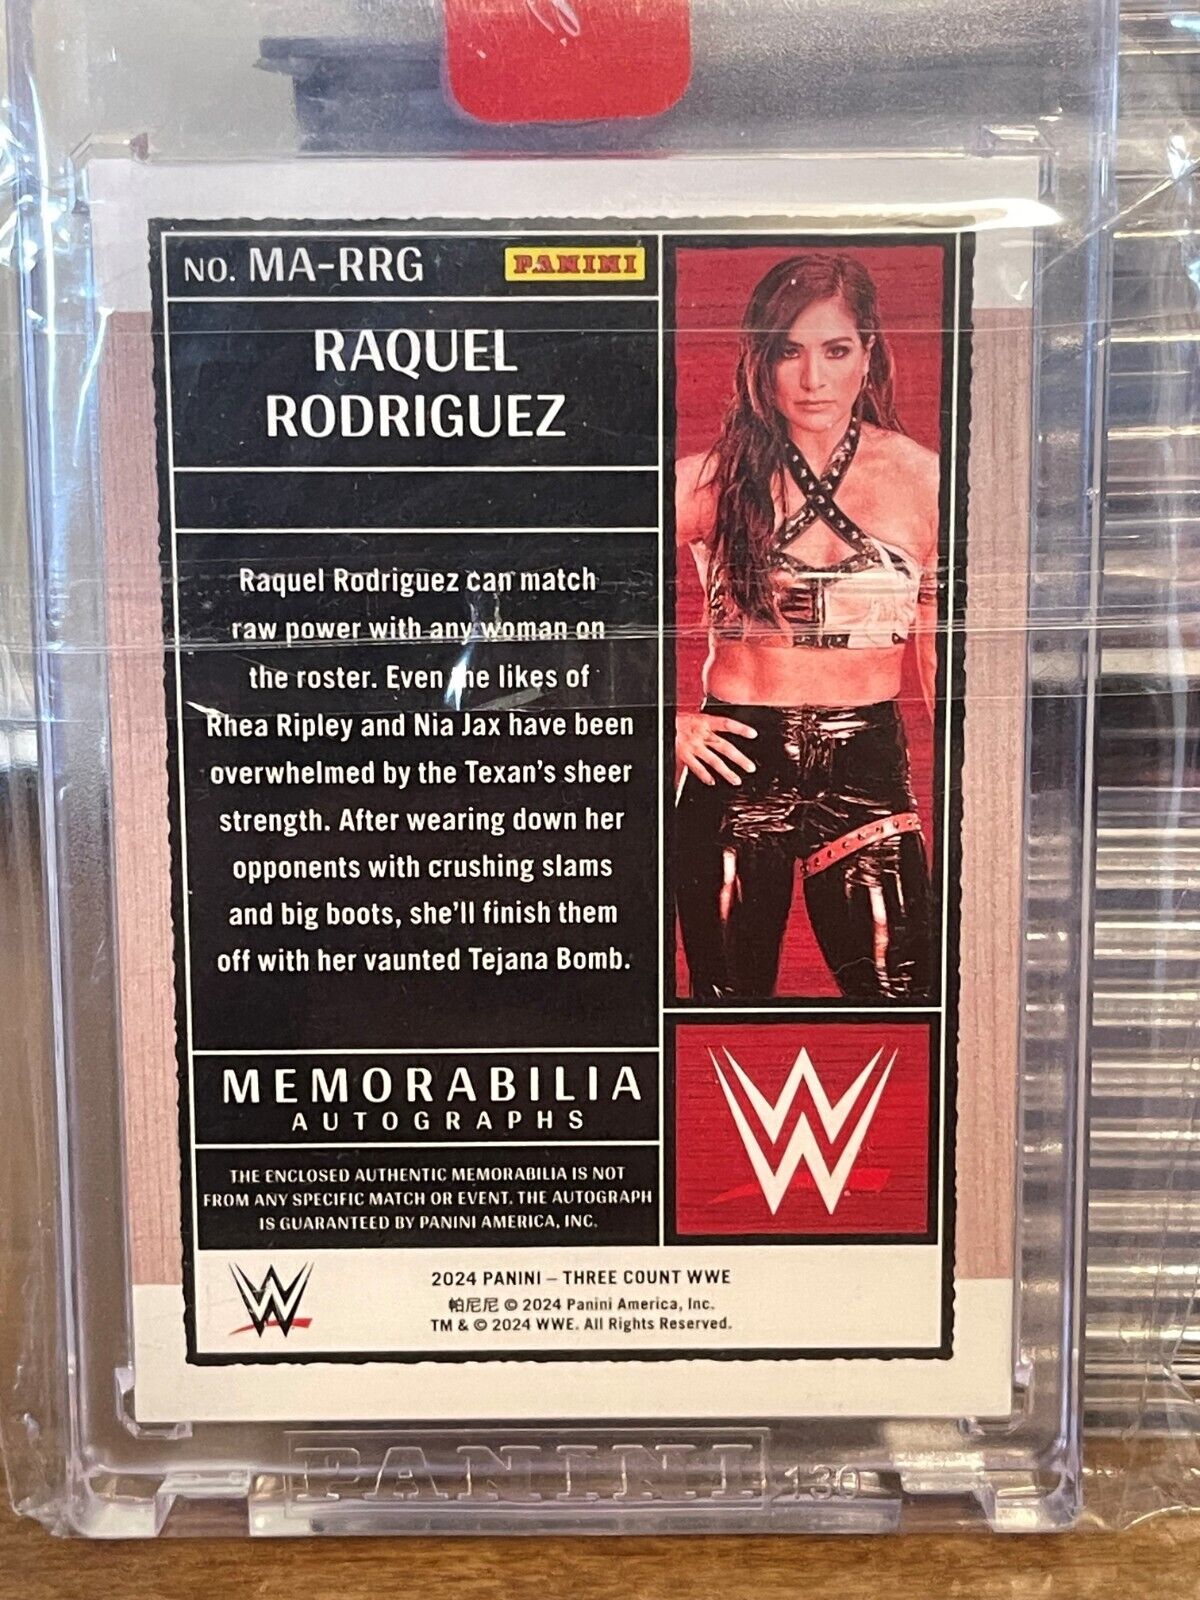 NO. MA-RRG
PANINI
RAQUEL
RODRIGUEZ
Raquel Rodriguez can match
raw power with any woman on
the roster. Even the likes of
Rhea Ripley and Nia Jax have been
overwhelmed by the Texan's sheer
strength. After wearing down her
opponents with crushing slams
and big boots, she'll finish them
off with her vaunted Tejana Bomb.
MEMORABILIA
AUTOGRAPHS
THE ENCLOSED AUTHENTIC MEMORABILIA IS NOT
FROM ANY SPECIFIC MATCH OR EVENT. THE AUTOGRAPH
IS GUARANTEED BY PANINI AMERICA, INC.
W
W
2024 PANINI – THREE COUNT WWE
帕尼尼 © 2024 Panini America, Inc.
TM & © 2024 WWE. All Rights Reserved.
PANINI 130